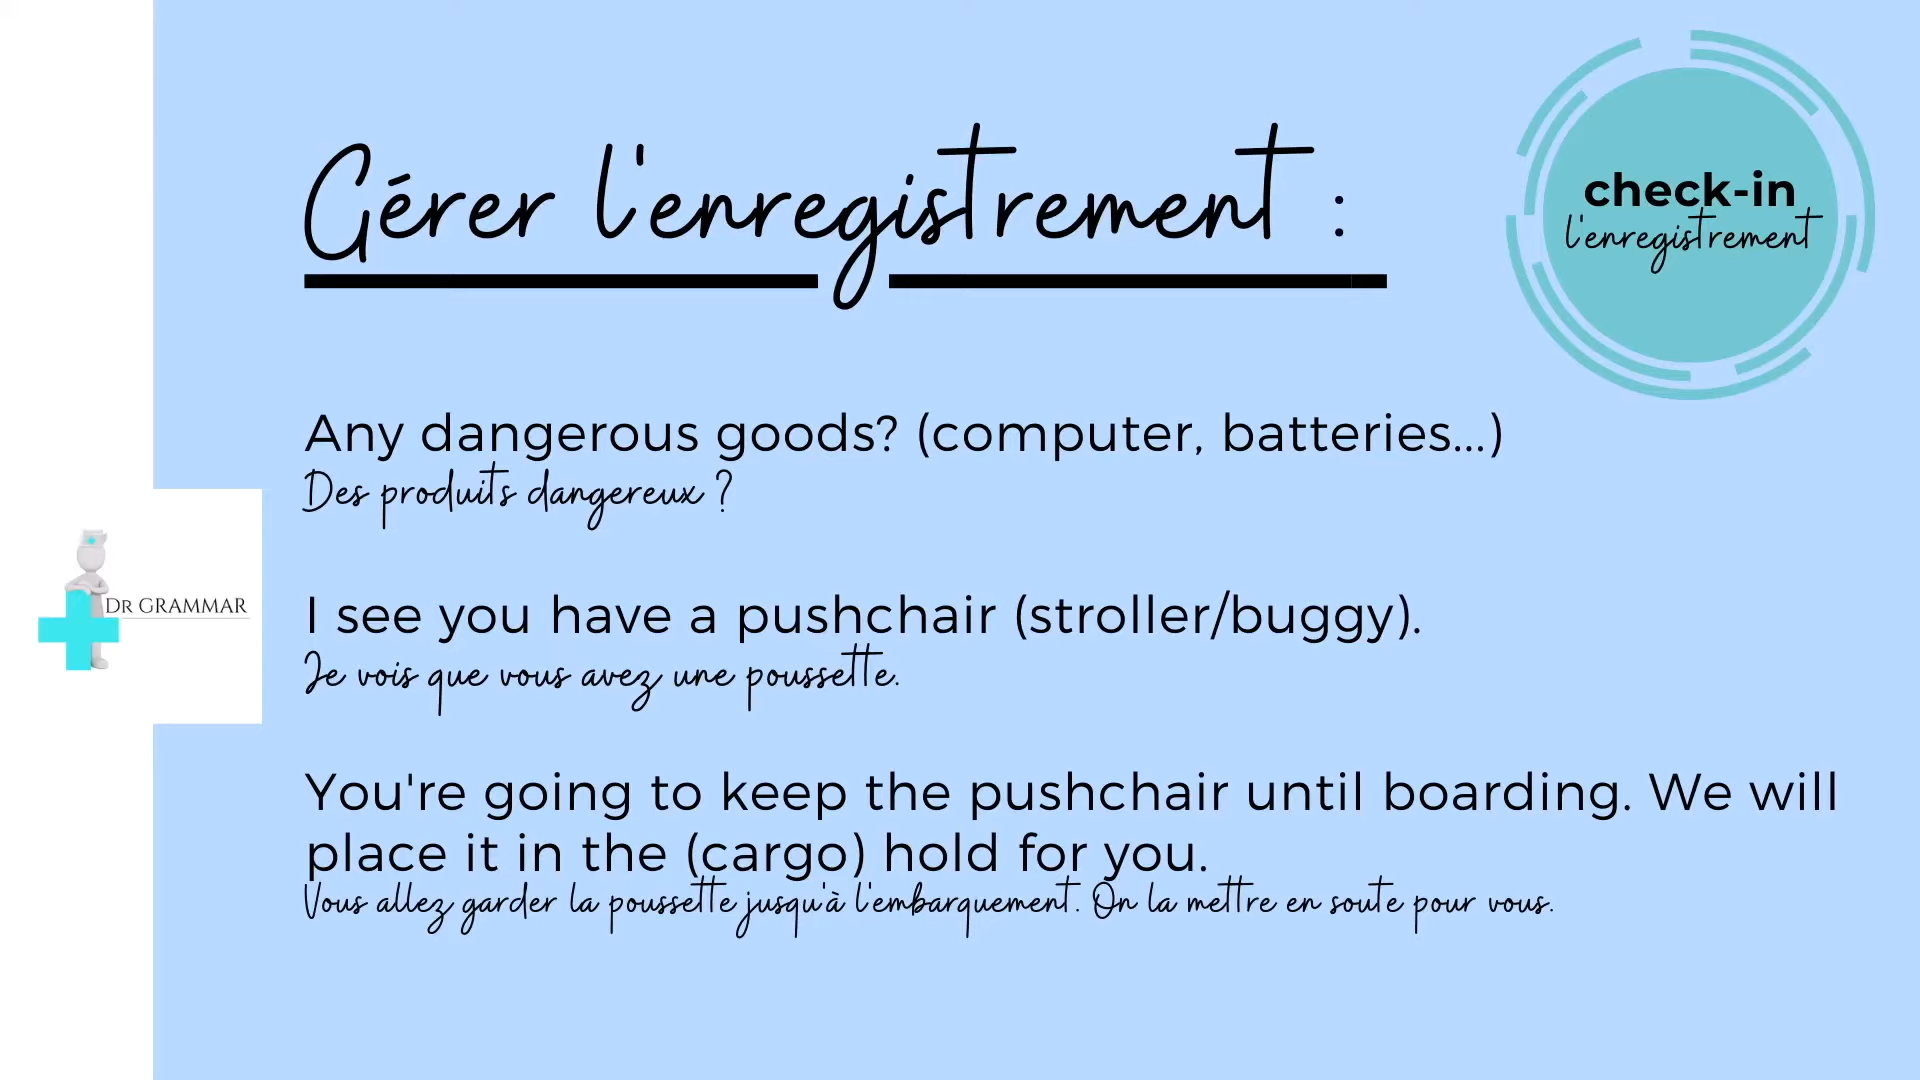 Gérer l'enregistrement :
check-in
l'enregistrement
Any dangerous goods? (computer, batteries...)
Des produits dangereux ?
I see you have a pushchair (stroller/buggy).
Je vois que vous avez une poussette.
DR GRAMMAR
You're going to keep the pushchair until boarding. We will
place it in the (cargo) hold for you.
Vous allez garder la poussette jusqu'à l'embarquement. On la mettre en soute pour vous.